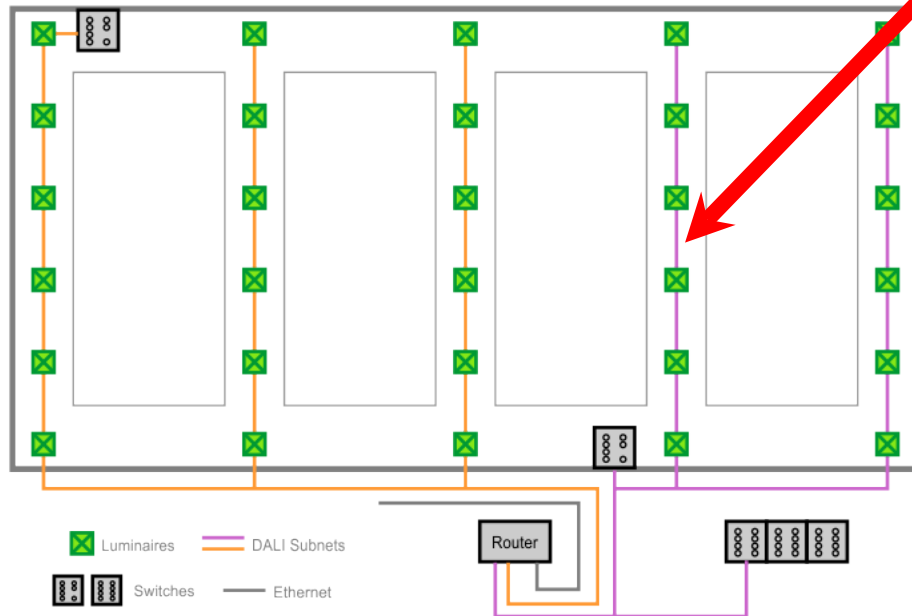 Luminaires
DALI Subnets
Router
Switches
Ethernet